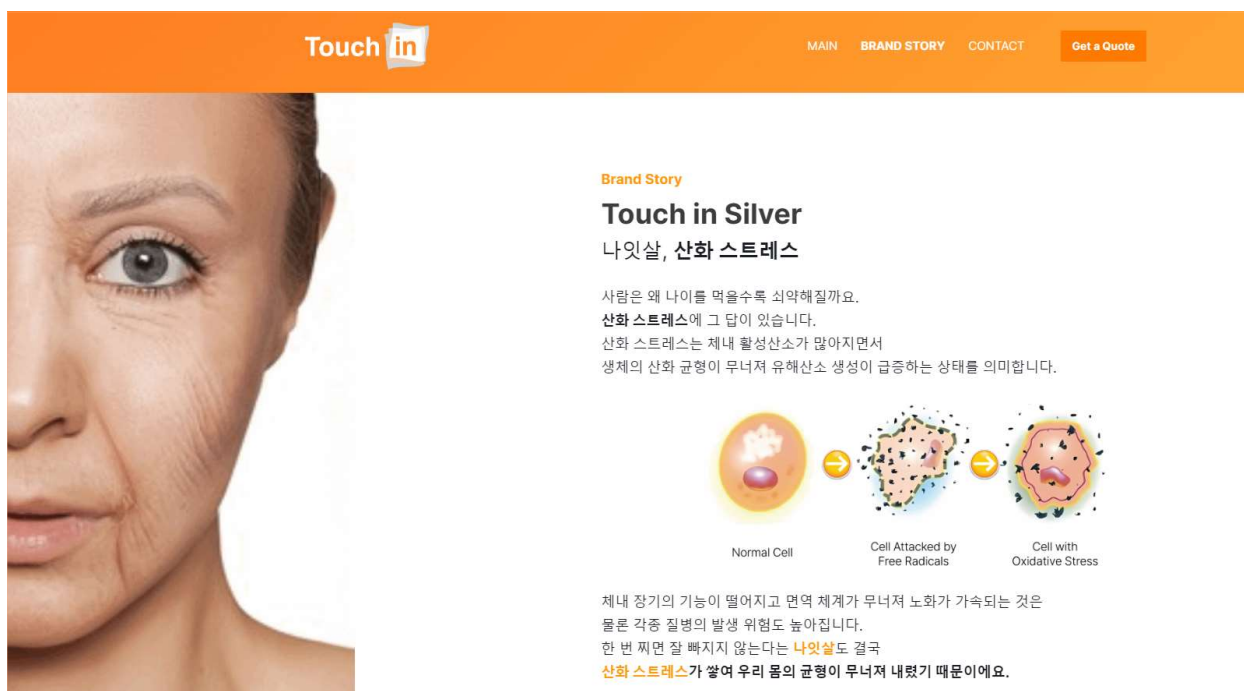 Touch in
MAIN BRAND STORY CONTACT Get a Quote
Brand Story
Touch in Silver
나잇살, 산화 스트레스
사람은 왜 나이를 먹을수록 쇠약해질까요.
산화 스트레스에 그 답이 있습니다.
산화 스트레스는 체내 활성산소가 많아지면서
생체의 산화 균형이 무너져 유해산소 생성이 급증하는 상태를 의미합니다.
Normal Cell
Cell Attacked by
Free Radicals
Cell with
Oxidative Stress
체내 장기의 기능이 떨어지고 면역 체계가 무너져 노화가 가속되는 것은
물론 각종 질병의 발생 위험도 높아집니다.
한 번 찌면 잘 빠지지 않는다는 나잇살도 결국
산화 스트레스가 쌓여 우리 몸의 균형이 무너져 내렸기 때문이에요.